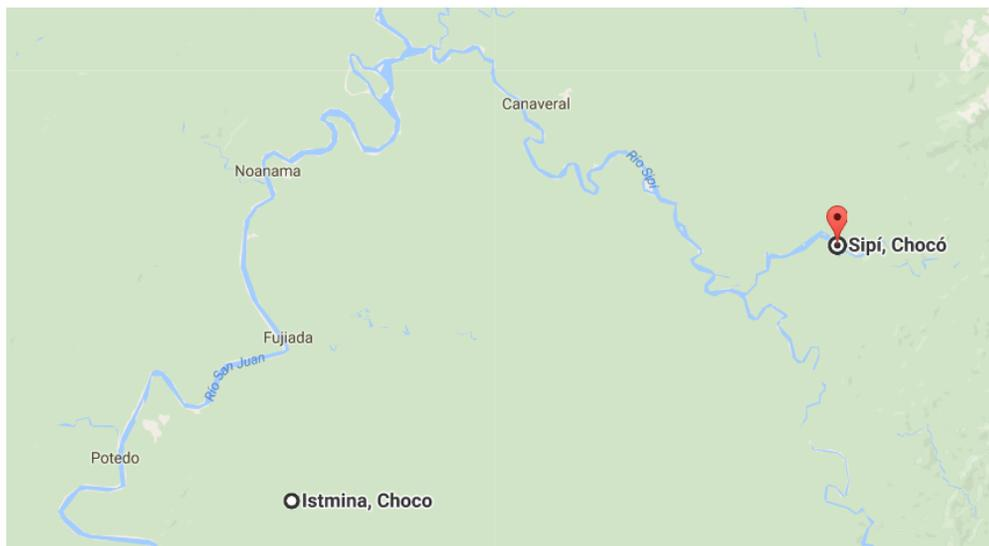 Canaveral
Río Sipí
Noanama
Sipí, Chocó
Fujiada
Río San Juan
Potedo
Istmina, Choco